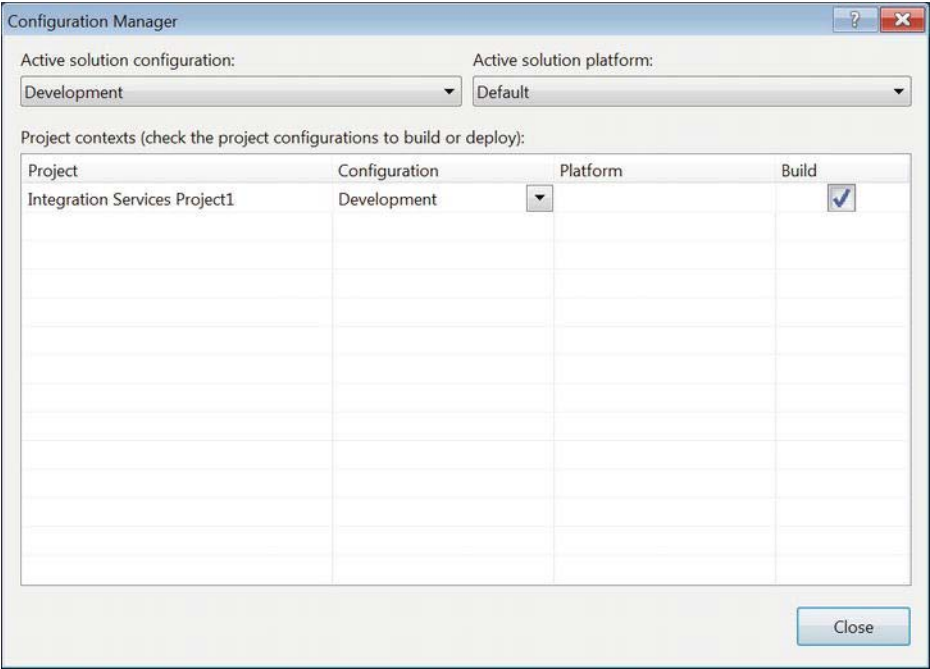 Configuration Manager
?
Active solution configuration: Active solution platform:
Development Default
Project contexts (check the project configurations to build or deploy):
Project Configuration Platform Build
Integration Services Project1 Development
Close